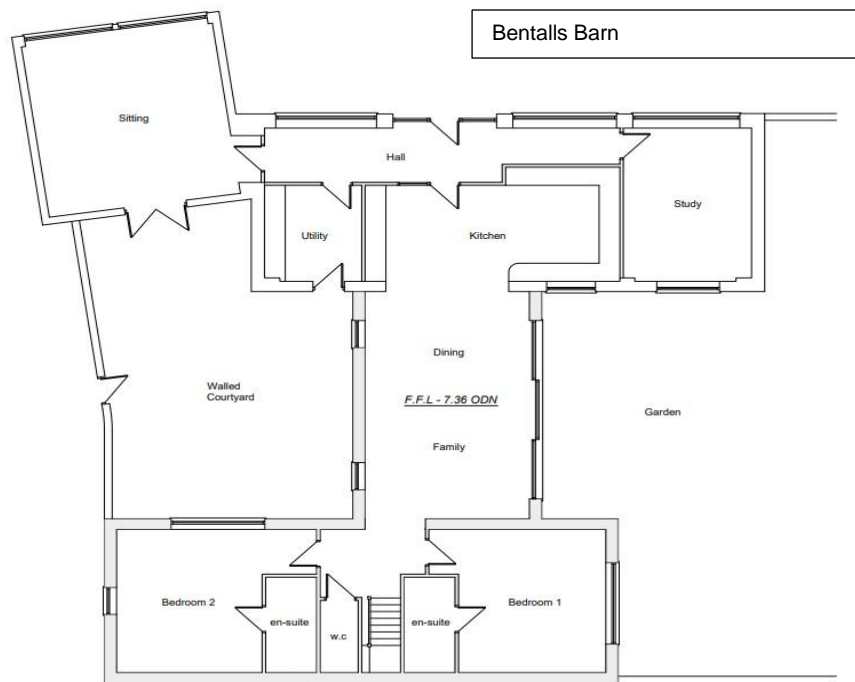 Bentalls Barn
Sitting
Hall
Study
Utility
Kitchen
Dining
Walled
Courtyard
F.F.L - 7.36 ODN
Garden
Family
Bedroom 2
en-suite
w.c
en-suite
Bedroom 1